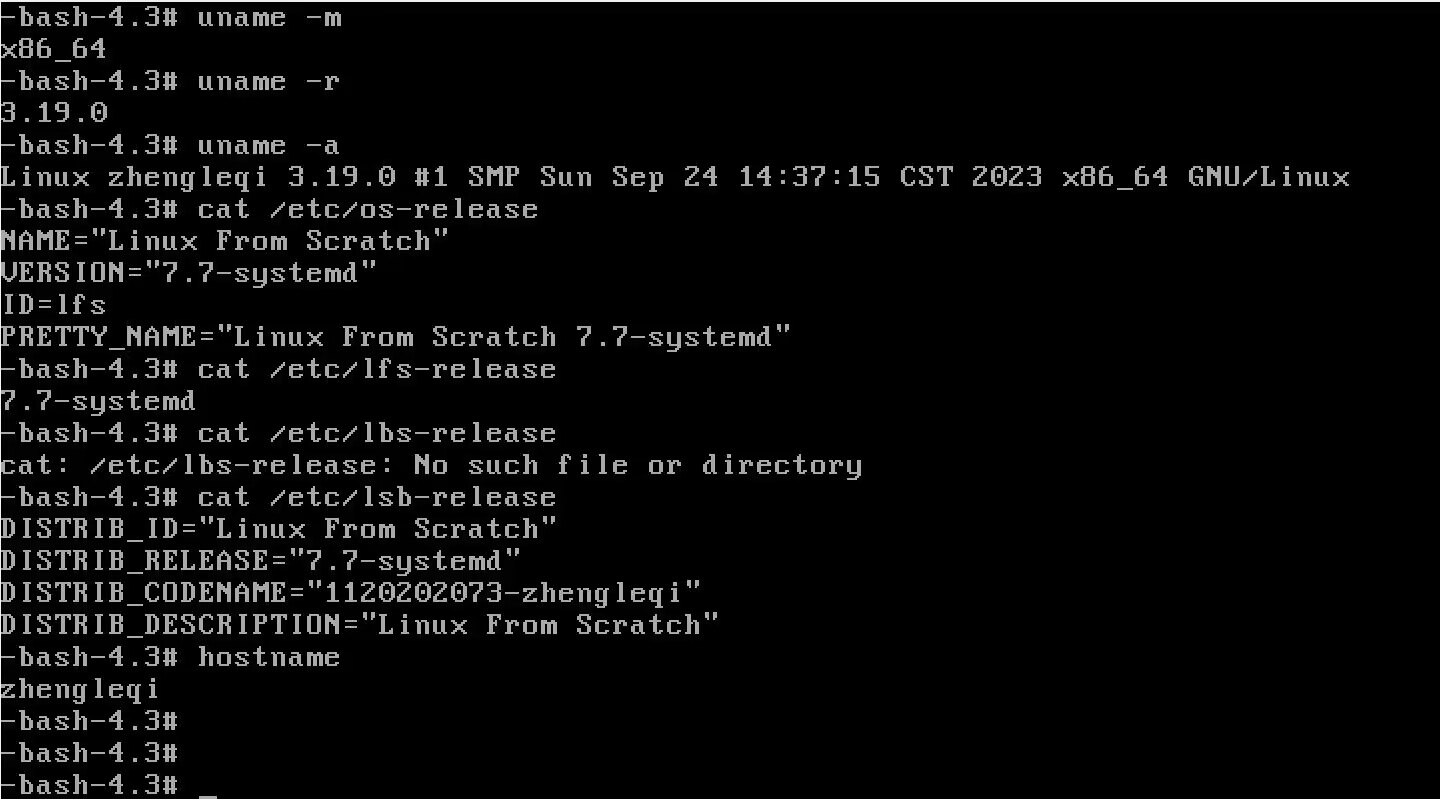 -bash-4.3# uname -m
x86_64
-bash-4.3# uname -r
3.19.0
-bash-4.3# uname -a
Linux zhengleqi 3.19.0 #1 SMP Sun Sep 24 14:37:15 CST 2023 x86_64 GNU/Linux
-bash-4.3# cat /etc/os-release
NAME="Linux From Scratch"
VERSION="7.7-systemd"
ID=lfs
PRETTY_NAME="Linux From Scratch 7.7-systemd"
-bash-4.3# cat /etc/lfs-release
7.7-systemd
-bash-4.3# cat /etc/lbs-release
cat: /etc/lbs-release: No such file or directory
-bash-4.3# cat /etc/lsb-release
DISTRIB_ID="Linux From Scratch"
DISTRIB_RELEASE="7.7-systemd"
DISTRIB_CODENAME="1120202073-zhengleqi"
DISTRIB_DESCRIPTION="Linux From Scratch"
-bash-4.3# hostname
zhengleqi
-bash-4.3#
-bash-4.3#
-bash-4.3# _